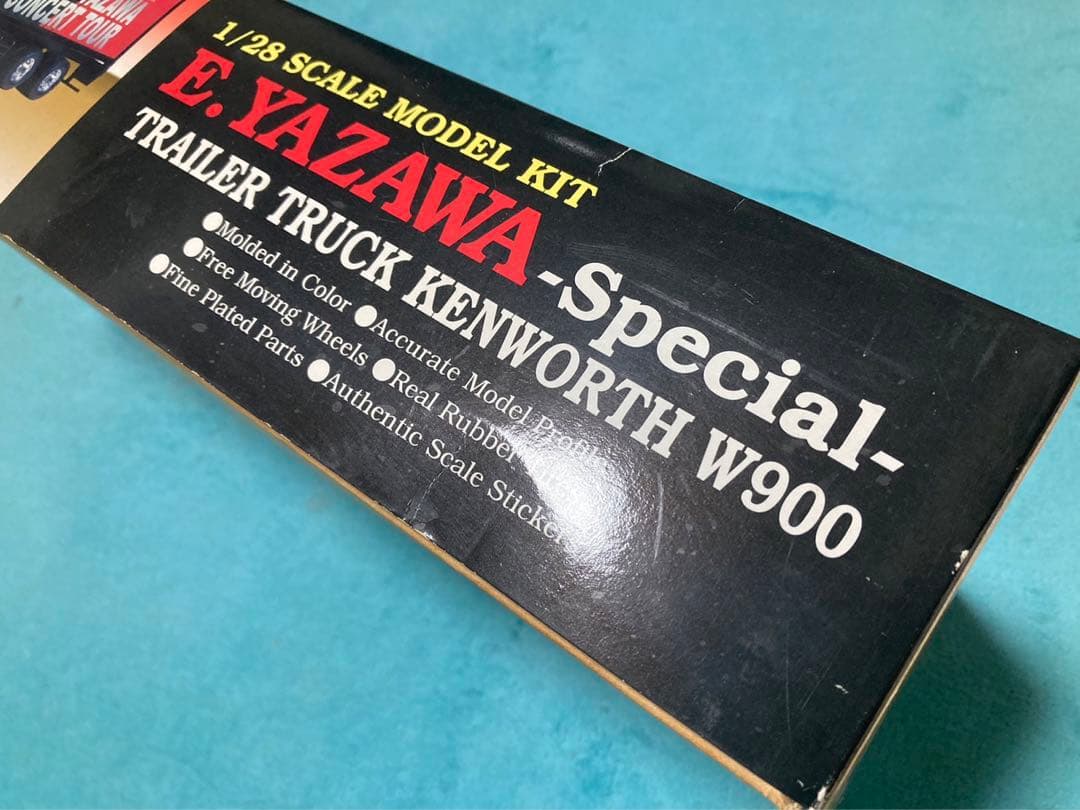 YAZAWA
CONCERT TOUR
1/28 SCALE MODEL KIT
E.YAZAWA -Special-
TRAILER TRUCK KENWORTH W900
●Molded in Color ●Accurate Model
●Free Moving Wheels ●Real Rubber
●Fine Plated Parts ●Authentic Scale